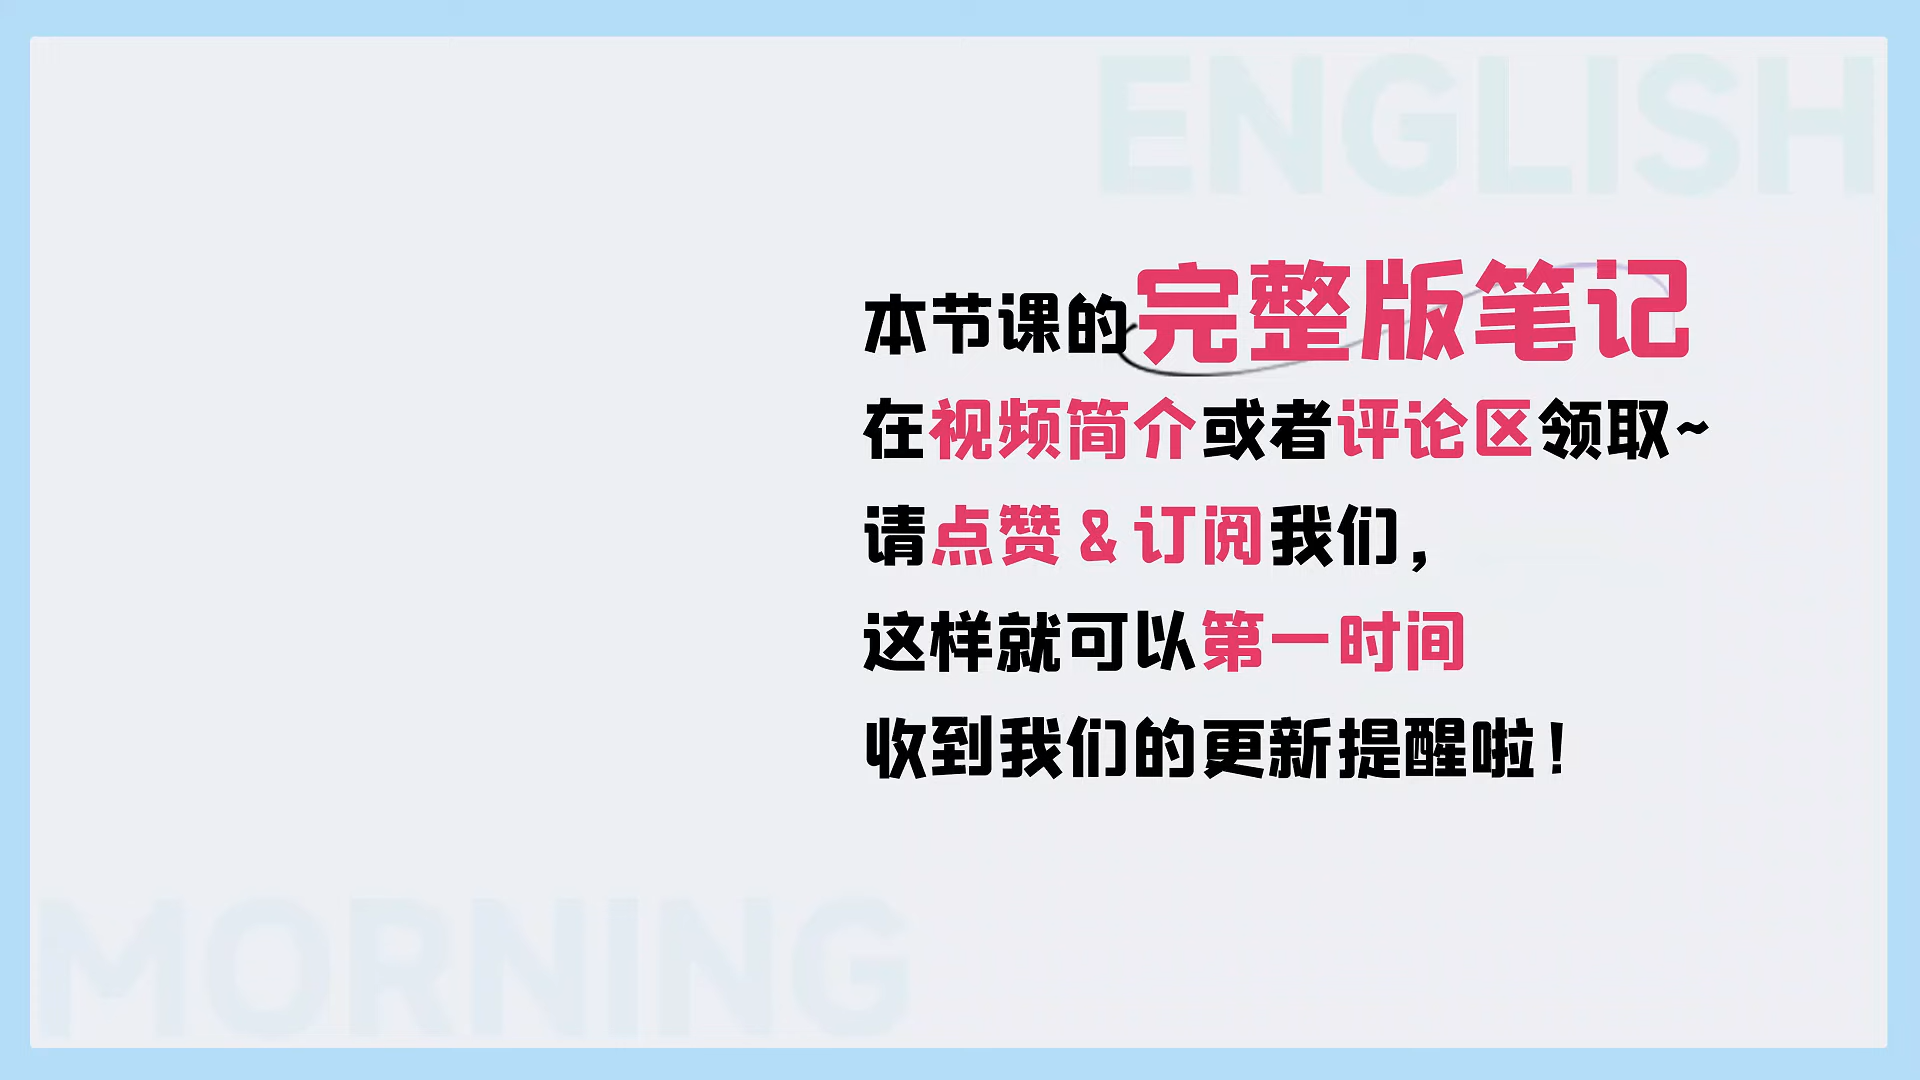 ENGLISH
本节课的完整版笔记
在视频简介或者评论区领取~
请点赞&订阅我们，
这样就可以第一时间
收到我们的更新提醒啦！
MORNING